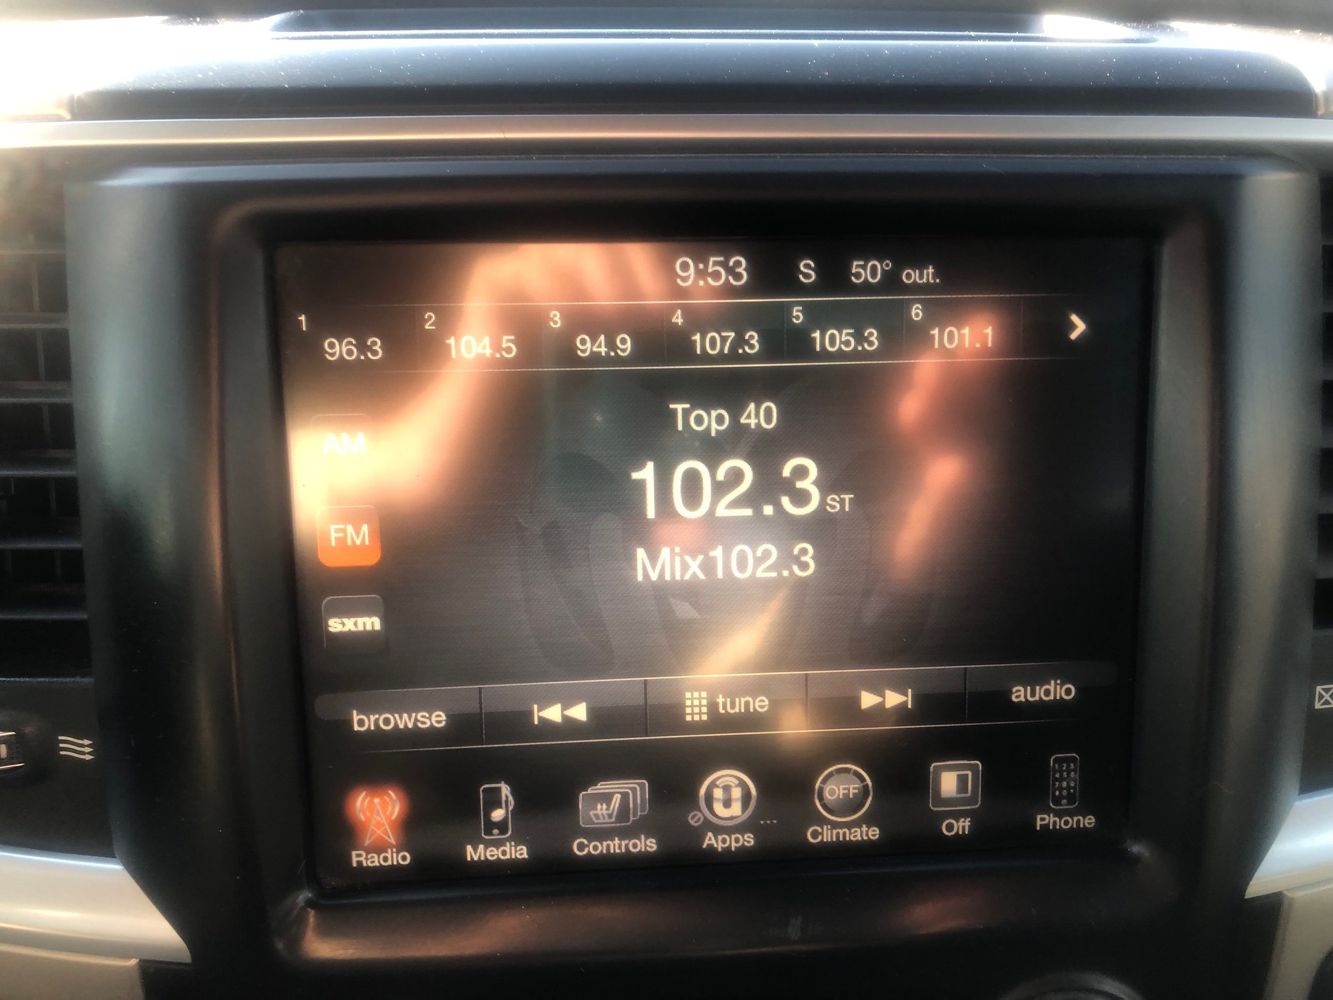 9:53 S 50° out.
1 96.3 2 104.5 3 94.9 4 107.3 5 105.3 6 101.1
AM
Top 40
102.3 ST
FM
Mix102.3
sxm
browse tune audio
OFF
Radio Media Controls Apps ... Climate Off Phone